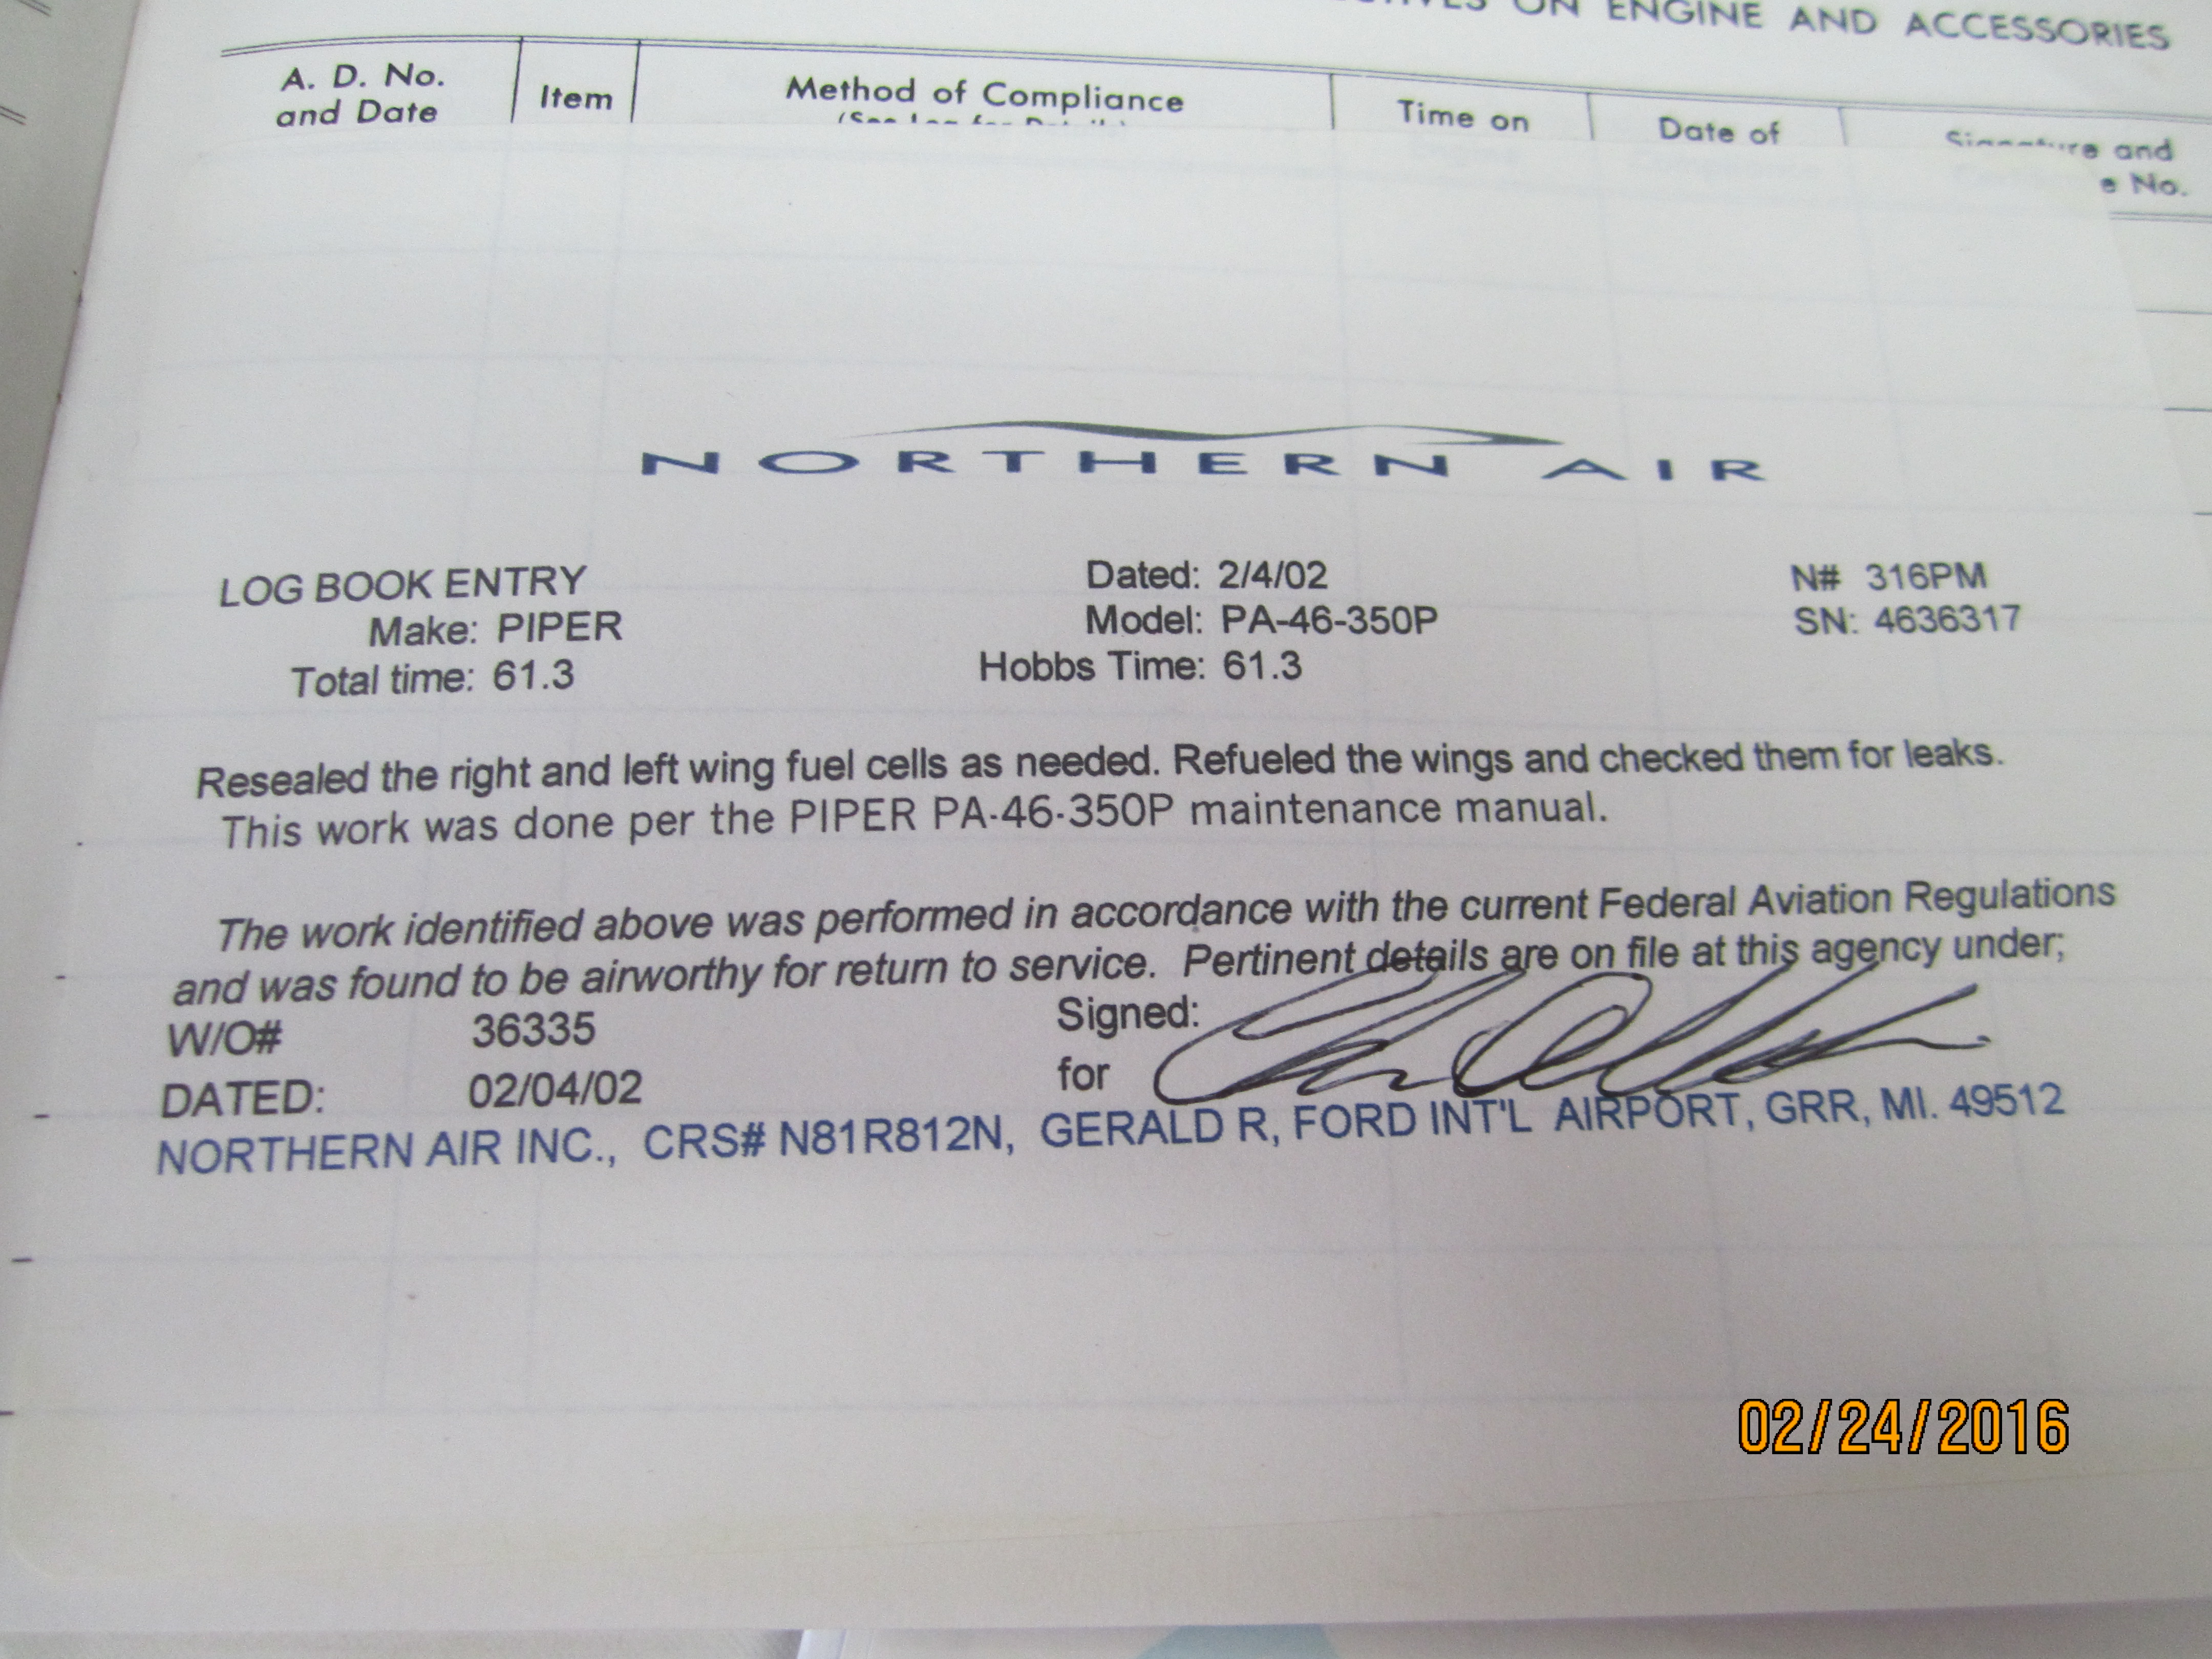 ON ENGINE AND ACCESSORIES
A. D. No. and Date
Item
Method of Compliance
Time on
Date of
Signature and
e No.
NORTHERN AIR
LOG BOOK ENTRY Dated: 2/4/02 N# 316PM
Make: PIPER Model: PA-46-350P SN: 4636317
Total time: 61.3 Hobbs Time: 61.3
Resealed the right and left wing fuel cells as needed. Refueled the wings and checked them for leaks.
This work was done per the PIPER PA-46-350P maintenance manual.
The work identified above was performed in accordance with the current Federal Aviation Regulations
and was found to be airworthy for return to service. Pertinent details are on file at this agency under;
W/O# 36335 Signed:
DATED: 02/04/02 for
NORTHERN AIR INC., CRS# N81R812N, GERALD R, FORD INT'L AIRPORT, GRR, MI. 49512
02/24/2016